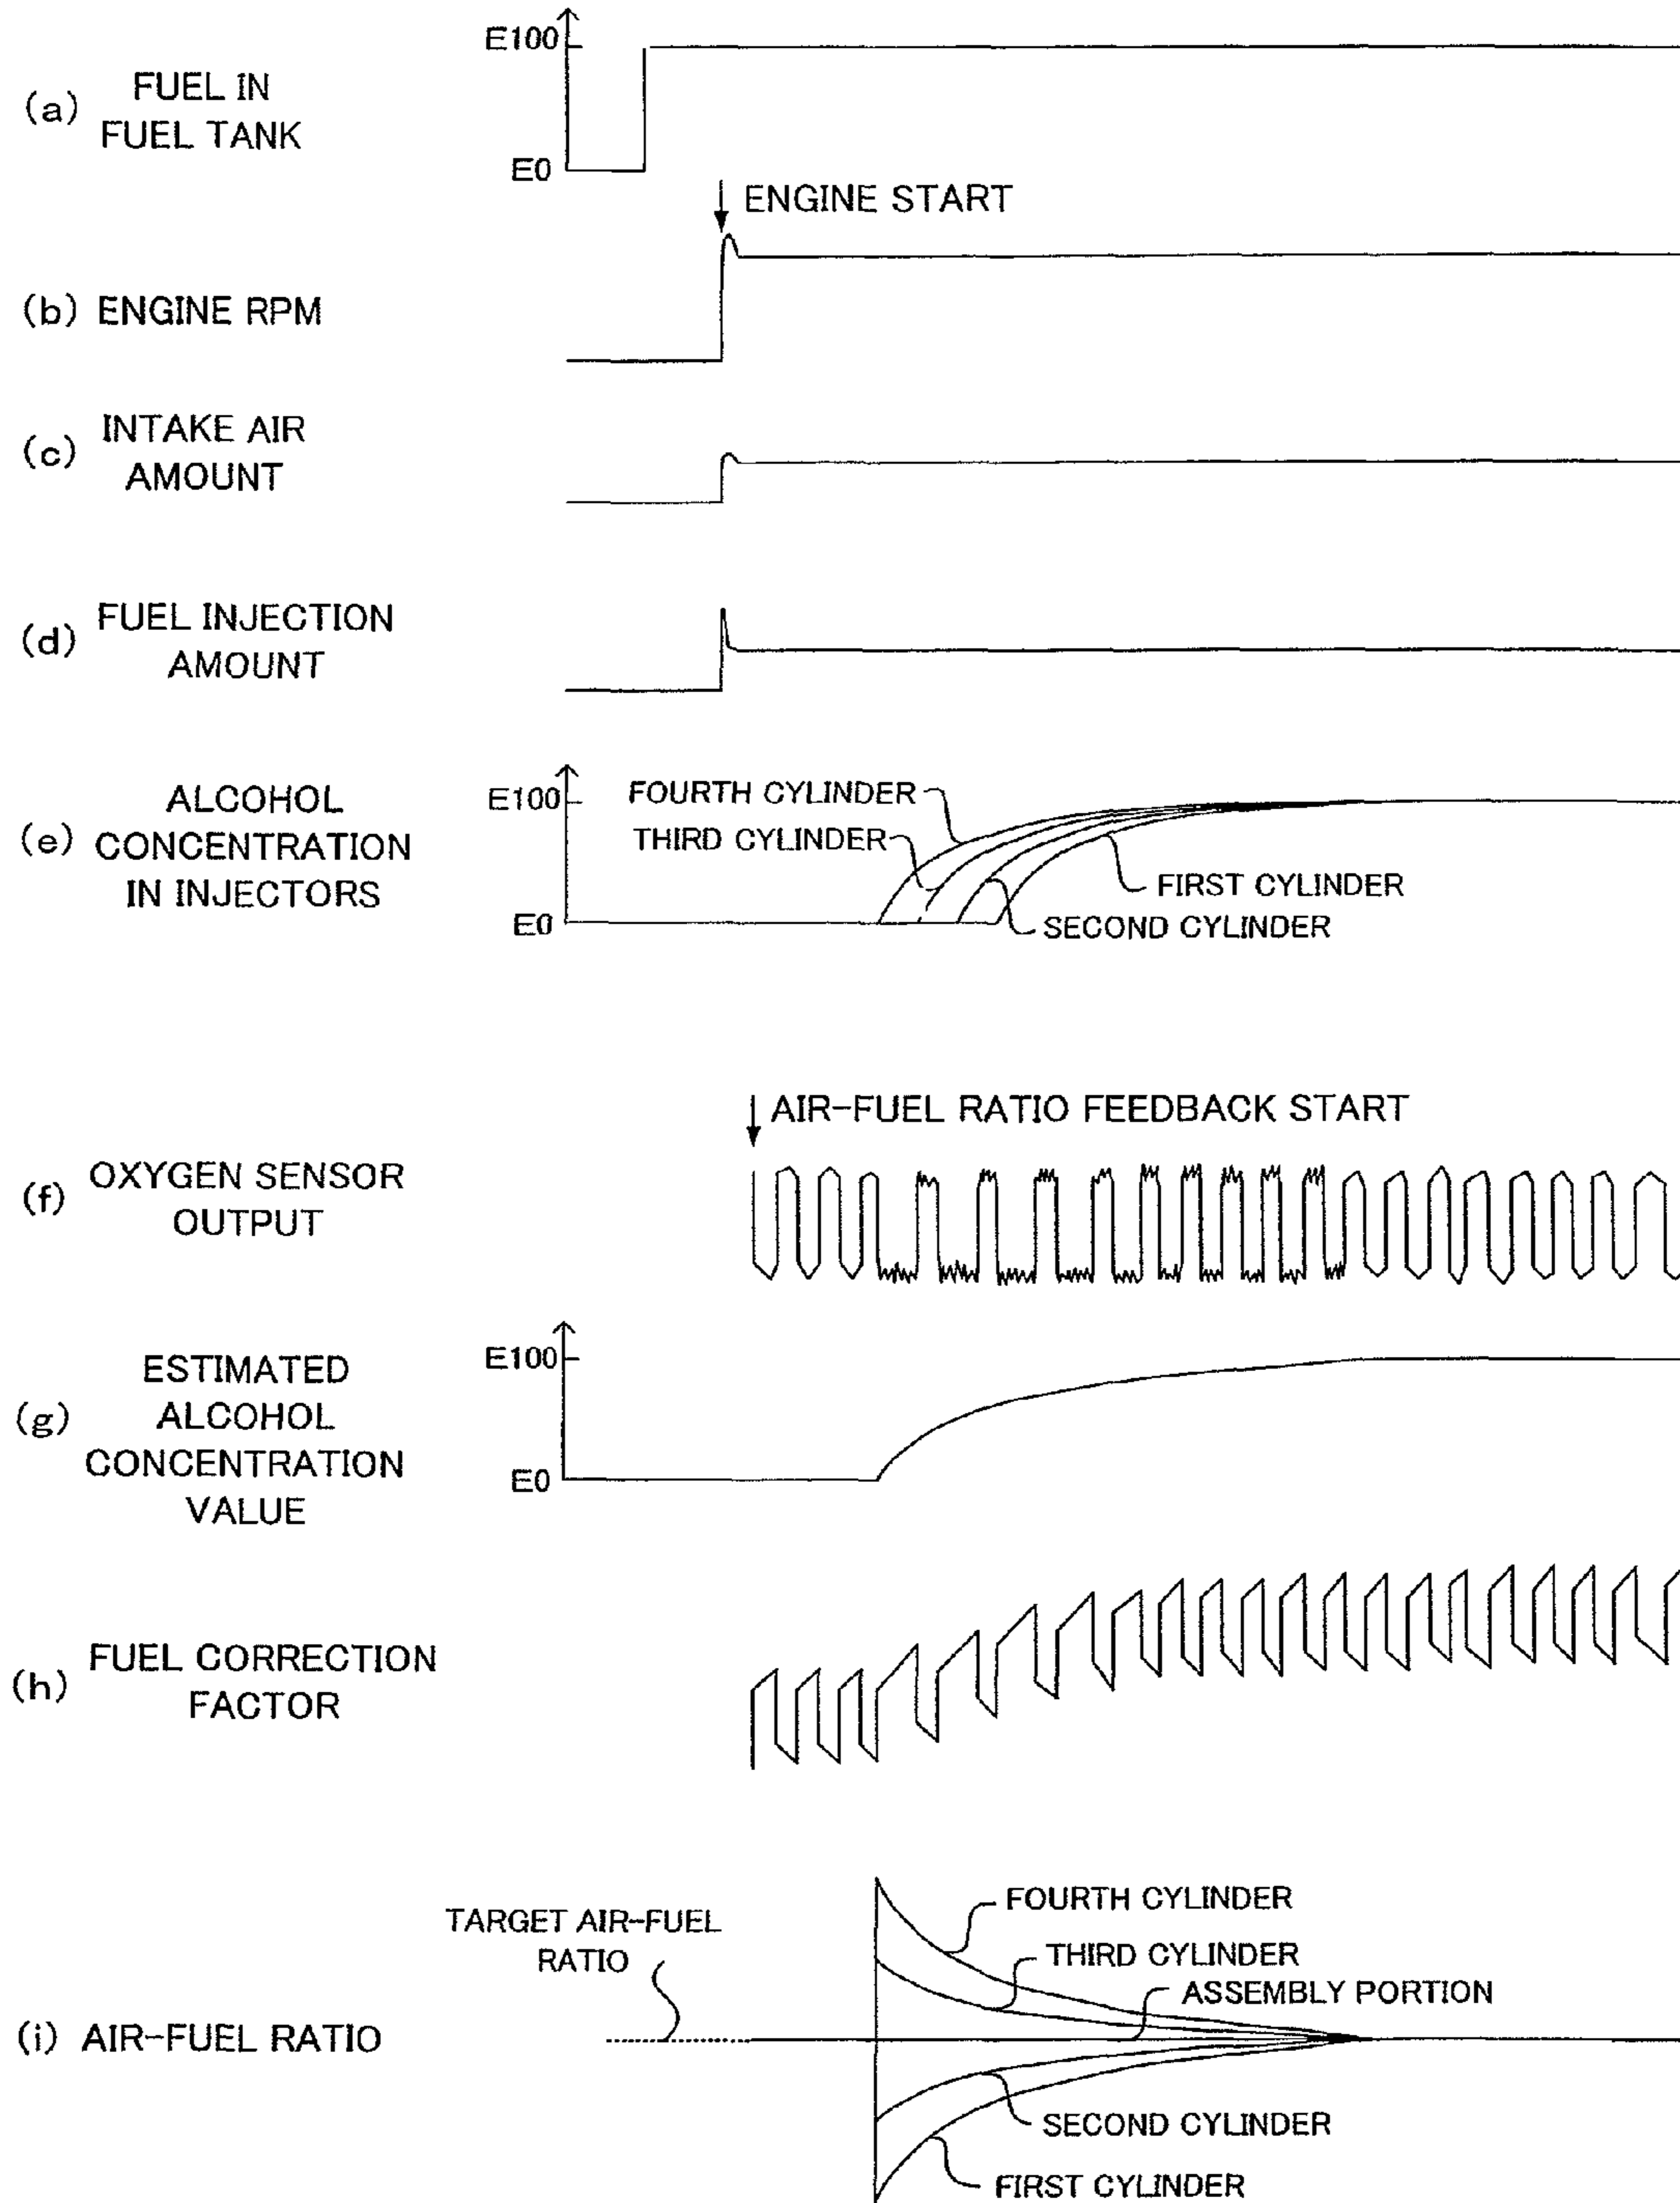 E100
(a) FUEL IN
FUEL TANK
E0
ENGINE START
(b) ENGINE RPM
(c) INTAKE AIR
AMOUNT
(d) FUEL INJECTION
AMOUNT
(e) ALCOHOL
CONCENTRATION
IN INJECTORS
E100
FOURTH CYLINDER
THIRD CYLINDER
FIRST CYLINDER
E0
SECOND CYLINDER
AIR-FUEL RATIO FEEDBACK START
(f) OXYGEN SENSOR
OUTPUT
E100
(g) ESTIMATED
ALCOHOL
CONCENTRATION
VALUE
E0
(h) FUEL CORRECTION
FACTOR
TARGET AIR-FUEL
RATIO
FOURTH CYLINDER
THIRD CYLINDER
ASSEMBLY PORTION
(i) AIR-FUEL RATIO
SECOND CYLINDER
FIRST CYLINDER